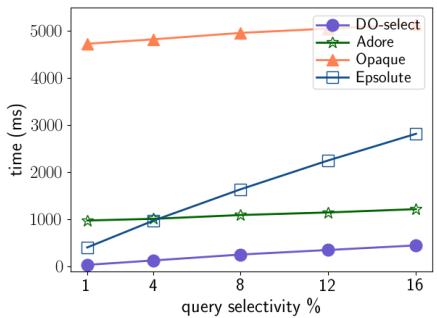 DO-select
Adore
Opaque
Epsolute
5000
4000
3000
2000
1000
0
time (ms)
1 4 8 12 16
query selectivity %